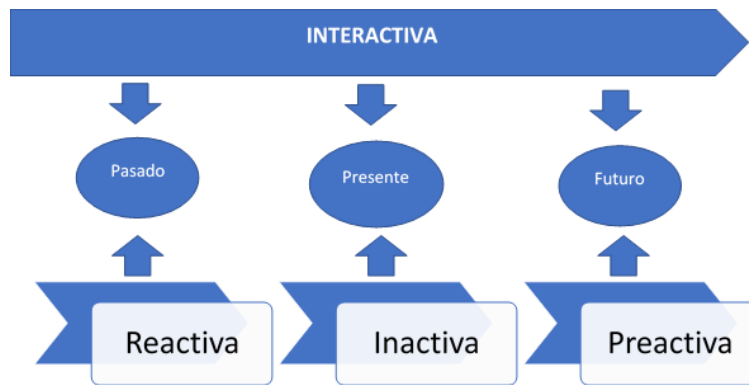 INTERACTIVA
Pasado
Presente
Futuro
Reactiva
Inactiva
Preactiva